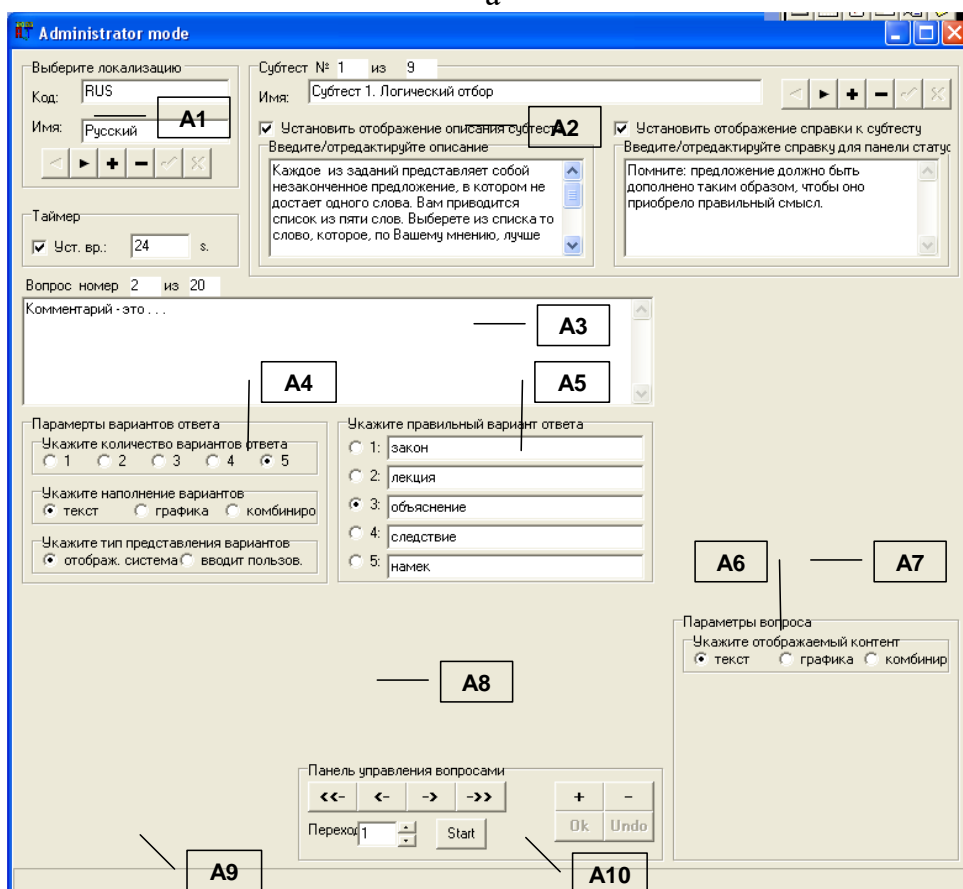 а
Administrator mode
Выберите локализацию
Код: RUS
Имя: Русский
A1
Субтест № 1 из 9
Имя: Субтест 1. Логический отбор
Установить отображение описания субтеста
A2
Установить отображение справки к субтесту
Введите/отредактируйте описание
Каждое из заданий представляет собой
незаконченное предложение, в котором не
достает одного слова. Вам приводится
список из пяти слов. Выберете из списка то
слово, которое, по Вашему мнению, лучше
Введите/отредактируйте справку для панели статус
Помните: предложение должно быть
дополнено таким образом, чтобы оно
приобрело правильный смысл.
Таймер
Уст. вр.: 24 s.
Вопрос номер 2 из 20
Комментарий - это . . .
A3
A4
A5
Парамерты вариантов ответа
Укажите количество вариантов ответа
1 2 3 4 5
Укажите наполнение вариантов
текст графика комбиниро
Укажите тип представления вариантов
отображ. система вводит пользов.
Укажите правильный вариант ответа
1: закон
2: лекция
3: объяснение
4: следствие
5: намек
A6
A7
Параметры вопроса
Укажите отображаемый контент
текст графика комбинир
A8
Панель управления вопросами
<<- <- -> ->> + -
Переход 1 Start Ok Undo
A9
A10